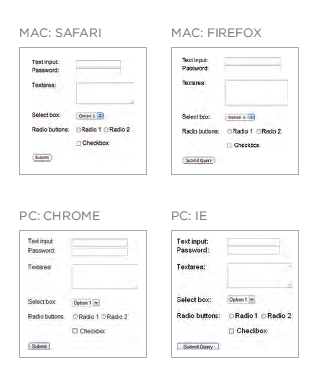 MAC: SAFARI
Text input:
Password:
Textarea:
Select box: Option 1
Radio buttons: Radio 1 Radio 2
Checkbox
Submit
MAC: FIREFOX
Text input:
Password:
Textarea:
Select box: Option 1
Radio buttons: Radio 1 Radio 2
Checkbox
Submit Query
PC: CHROME
Text input:
Password:
Textarea:
Select box: Option 1
Radio buttons: Radio 1 Radio 2
Checkbox
Submit
PC: IE
Text input:
Password:
Textarea:
Select box: Option 1
Radio buttons: Radio 1 Radio 2
Checkbox
Submit Query